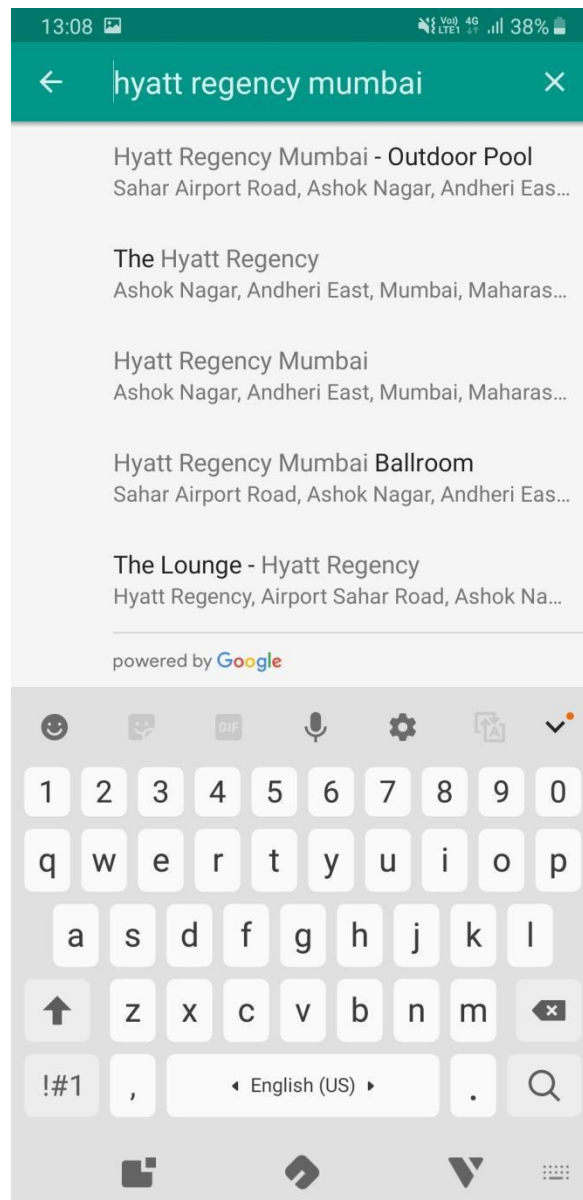 13:08 Vo)) LTE1 4G 38%
hyatt regency mumbai
Hyatt Regency Mumbai - Outdoor Pool
Sahar Airport Road, Ashok Nagar, Andheri Eas...
The Hyatt Regency
Ashok Nagar, Andheri East, Mumbai, Maharas...
Hyatt Regency Mumbai
Ashok Nagar, Andheri East, Mumbai, Maharas...
Hyatt Regency Mumbai Ballroom
Sahar Airport Road, Ashok Nagar, Andheri Eas...
The Lounge - Hyatt Regency
Hyatt Regency, Airport Sahar Road, Ashok Na...
powered by Google
GIF
1 2 3 4 5 6 7 8 9 0
q w e r t y u i o p
a s d f g h j k l
z x c v b n m
!#1 , English (US) .